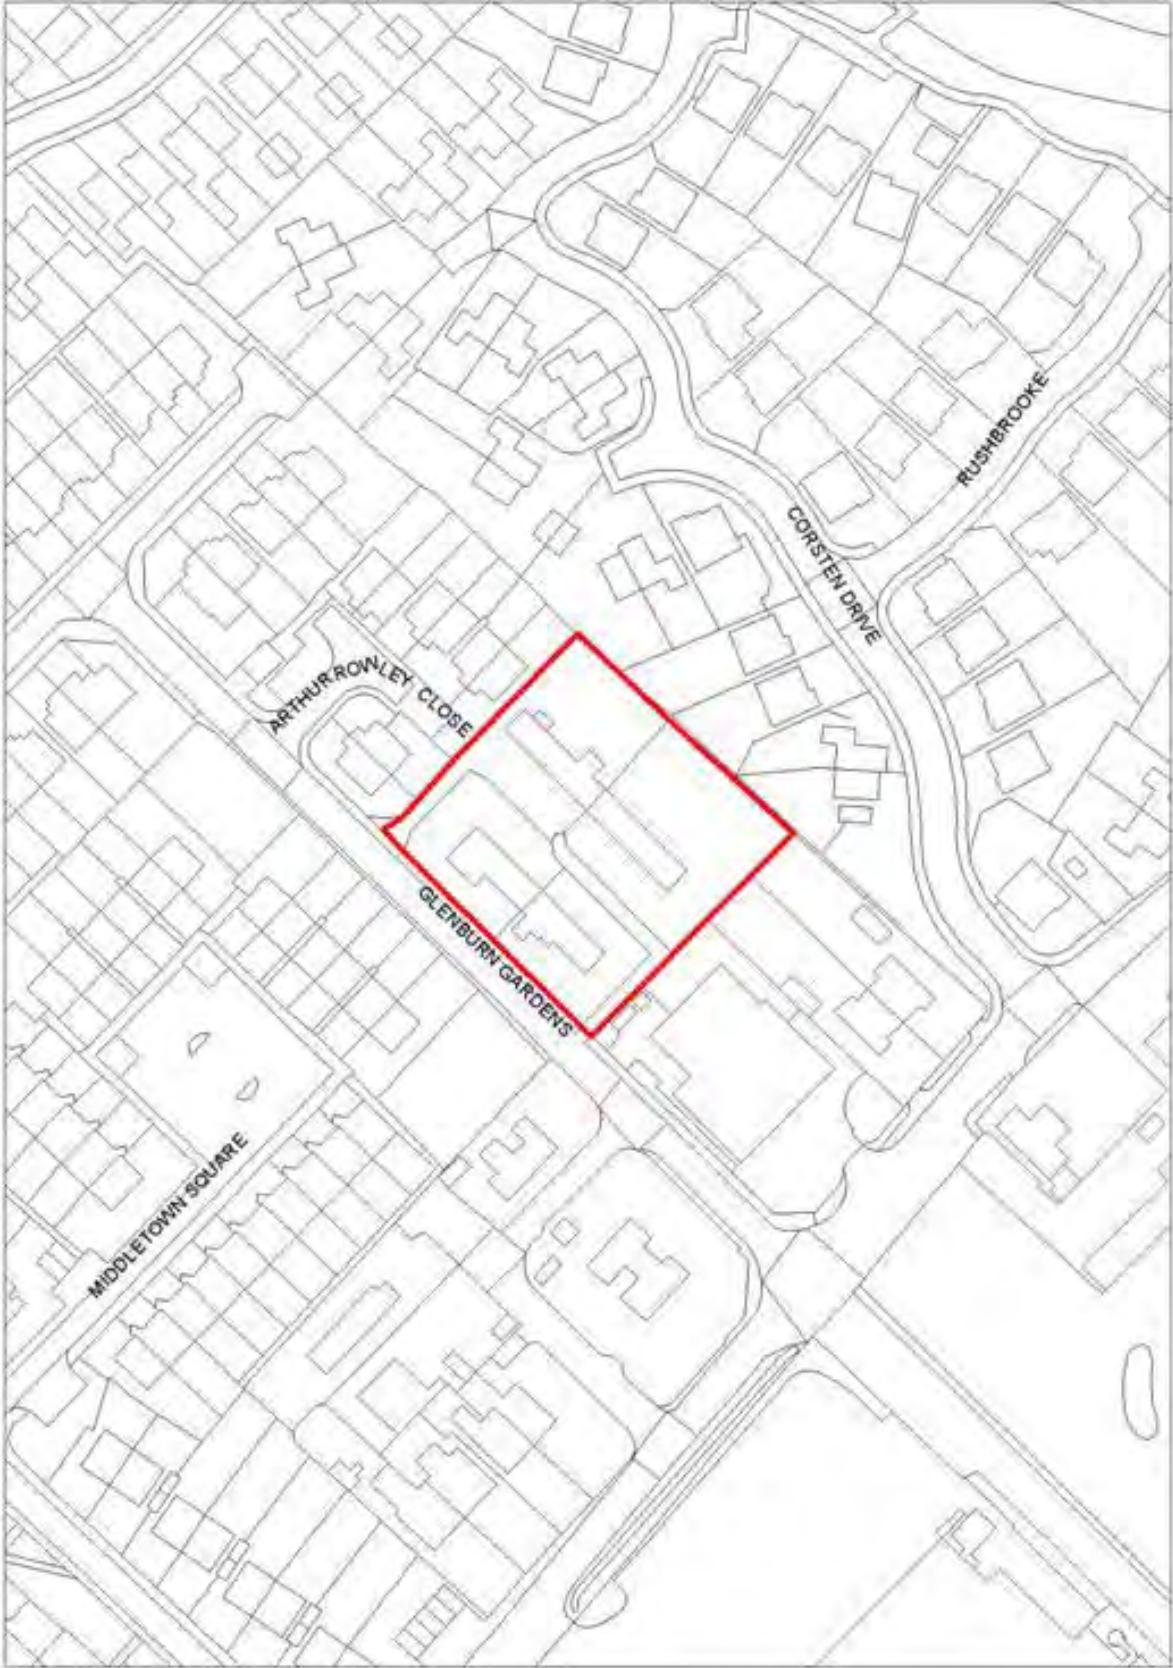 RUSHBROOKE
CORSTEN DRIVE
ARTHUR ROWLEY CLOSE
GLENBURN GARDENS
MIDDLETOWN SQUARE